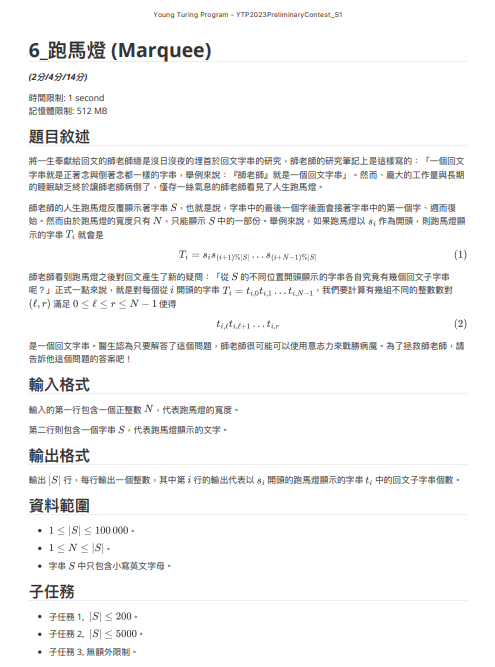 Young Turing Program - YTP2023PreliminaryContest_S1
6_跑馬燈 (Marquee)
(2分/4分/14分)
時間限制: 1 second
記憶體限制: 512 MB
題目敘述
將一生奉獻給回文的師老師總是沒日沒夜的埋首於回文字串的研究，師老師的研究筆記上是這樣寫的：「一個回文
字串就是正著念與倒著念都一樣的字串，舉例來說：『師老師』就是一個回文字串」。然而、龐大的工作量與長期
的睡眠缺乏終於讓師老師病倒了，僅存一絲氣息的師老師看見了人生跑馬燈。
師老師的人生跑馬燈反覆顯示著字串 S，也就是說，字串中的最後一個字後面會接著字串中的第一個字、週而復
始。然而由於跑馬燈的寬度只有 N，只能顯示 S 中的一部份。舉例來說，如果跑馬燈以 s_i 作為開頭，則跑馬燈顯
示的字串 T_i 就會是
T_i = s_i s_{(i+1)%|S|} … s_{(i+N−1)%|S|} (1)
師老師看到跑馬燈之後對回文產生了新的疑問：「從 S 的不同位置開頭顯示的字串各自究竟有幾個回文子字串
呢？」正式一點來說，就是對每個從 i 開頭的字串 T_i = t_{i,0}t_{i,1} … t_{i,N−1}，我們要計算有幾組不同的整數數對
(ℓ, r) 滿足 0 ≤ ℓ ≤ r ≤ N − 1 使得
t_{i,ℓ}t_{i,ℓ+1} … t_{i,r} (2)
是一個回文字串。醫生認為只要解答了這個問題，師老師很可能可以使用意志力來戰勝病魔。為了拯救師老師，請
告訴他這個問題的答案吧！
輸入格式
輸入的第一行包含一個正整數 N，代表跑馬燈的寬度。
第二行則包含一個字串 S，代表跑馬燈顯示的文字。
輸出格式
輸出 |S| 行，每行輸出一個整數，其中第 i 行的輸出代表以 s_i 開頭的跑馬燈顯示的字串 t_i 中的回文子字串個數。
資料範圍
• 1 ≤ |S| ≤ 100 000。
• 1 ≤ N ≤ |S|。
• 字串 S 中只包含小寫英文字母。
子任務
• 子任務 1, |S| ≤ 200。
• 子任務 2, |S| ≤ 5000。
• 子任務 3, 無額外限制。